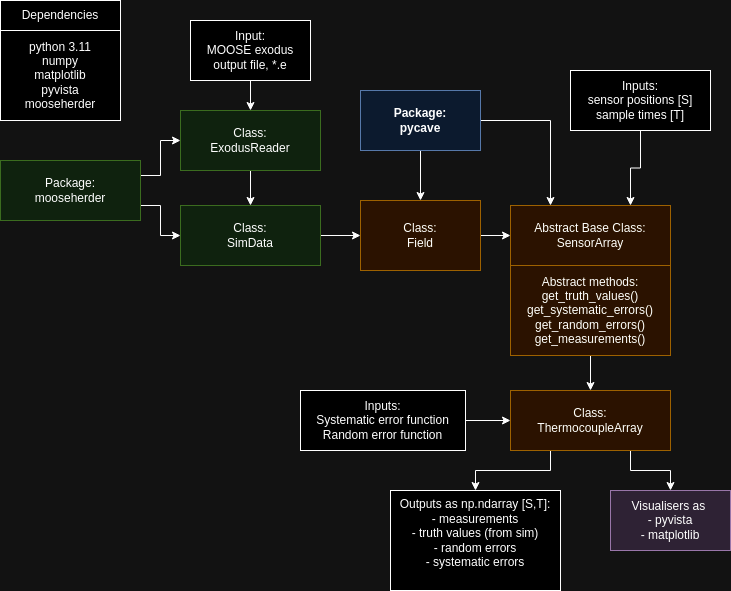 Dependencies
python 3.11
numpy
matplotlib
pyvista
mooseherder
Input:
MOOSE exodus
output file, *.e
Inputs:
sensor positions [S]
sample times [T]
Package:
pycave
Class:
ExodusReader
Package:
mooseherder
Class:
SimData
Class:
Field
Abstract Base Class:
SensorArray
Abstract methods:
get_truth_values()
get_systematic_errors()
get_random_errors()
get_measurements()
Inputs:
Systematic error function
Random error function
Class:
ThermocoupleArray
Outputs as np.ndarray [S,T]:
- measurements
- truth values (from sim)
- random errors
- systematic errors
Visualisers as
- pyvista
- matplotlib